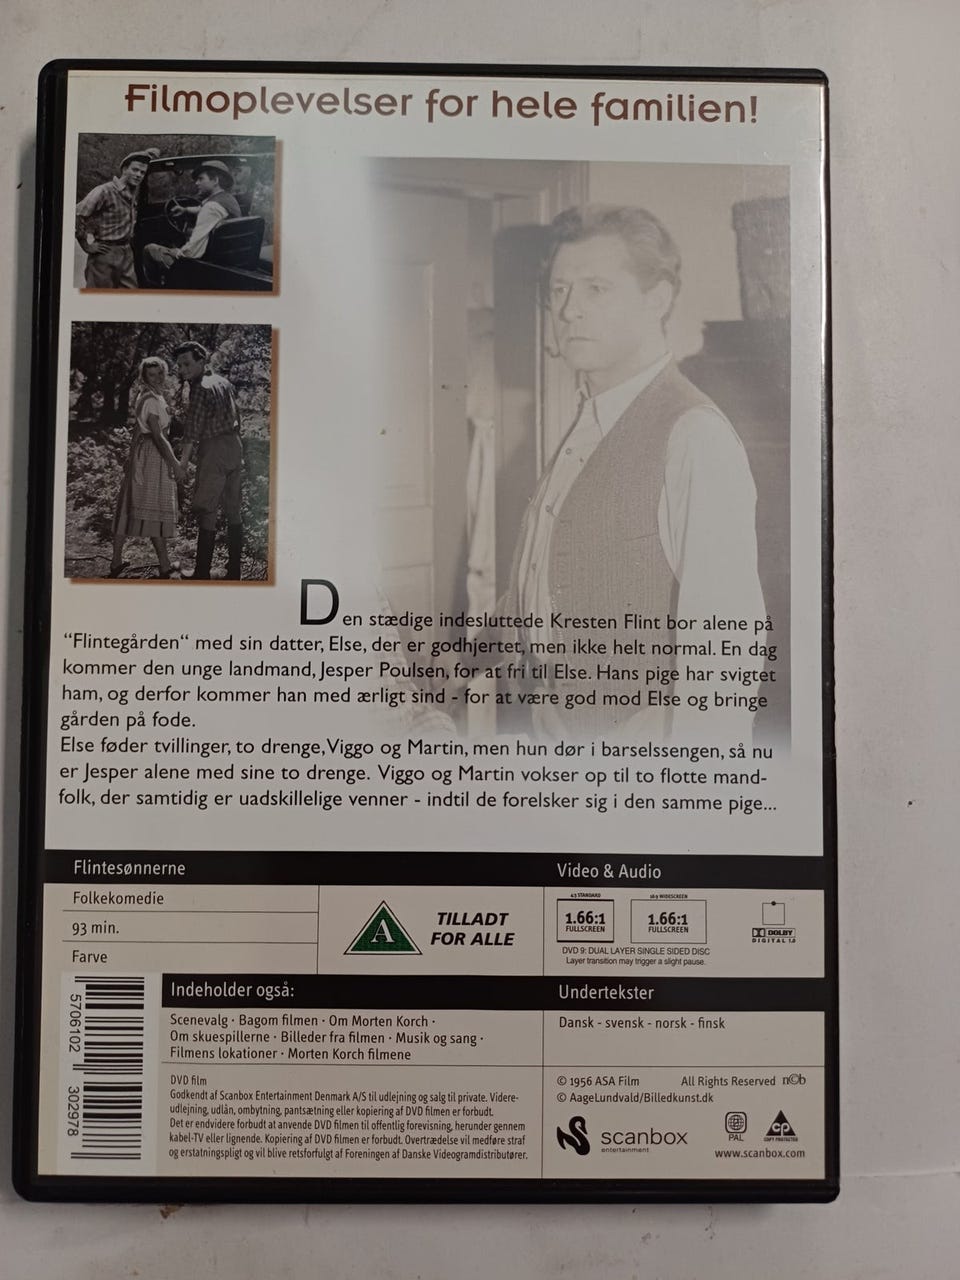 Filmoplevelser for hele familien!
Den stædige indesluttede Kresten Flint bor alene på
“Flintegården“ med sin datter, Else, der er godhjertet, men ikke helt normal. En dag
kommer den unge landmand, Jesper Poulsen, for at fri til Else. Hans pige har svigtet
ham, og derfor kommer han med ærligt sind - for at være god mod Else og bringe
gården på fode.
Else føder tvillinger, to drenge, Viggo og Martin, men hun dør i barselssengen, så nu
er Jesper alene med sine to drenge. Viggo og Martin vokser op til to flotte mand-
folk, der samtidig er uadskillelige venner - indtil de forelsker sig i den samme pige...
Flintesønnerne
Folkekomedie
93 min.
Farve
A
TILLADT
FOR ALLE
Video & Audio
4:3 STANDARD
1.66:1
FULLSCREEN
16:9 WIDESCREEN
1.66:1
FULLSCREEN
DOLBY
DIGITAL 1.0
DVD 9: DUAL LAYER SINGLE SIDED DISC
Layer transition may trigger a slight pause.
5706102 302978
Indeholder også:
Scenevalg · Bagom filmen · Om Morten Korch ·
Om skuespillerne · Billeder fra filmen · Musik og sang ·
Filmens lokationer · Morten Korch filmene
Undertekster
Dansk - svensk - norsk - finsk
DVD film
Godkendt af Scanbox Entertainment Denmark A/S til udlejning og salg til private. Videre-
udlejning, udlån, ombytning, pantsætning eller kopiering af DVD filmen er forbudt.
Det er endvidere forbudt at anvende DVD filmen til offentlig forevisning, herunder gennem
kabel-TV eller lignende. Kopiering af DVD filmen er forbudt. Overtrædelse vil medføre straf
og erstatningspligt og vil blive retsforfulgt af Foreningen af Danske Videogramdistributører.
© 1956 ASA Film All Rights Reserved n©b
© AageLundvald/Billedkunst.dk
scanbox
entertainment
PAL
COPY PROTECTED
www.scanbox.com